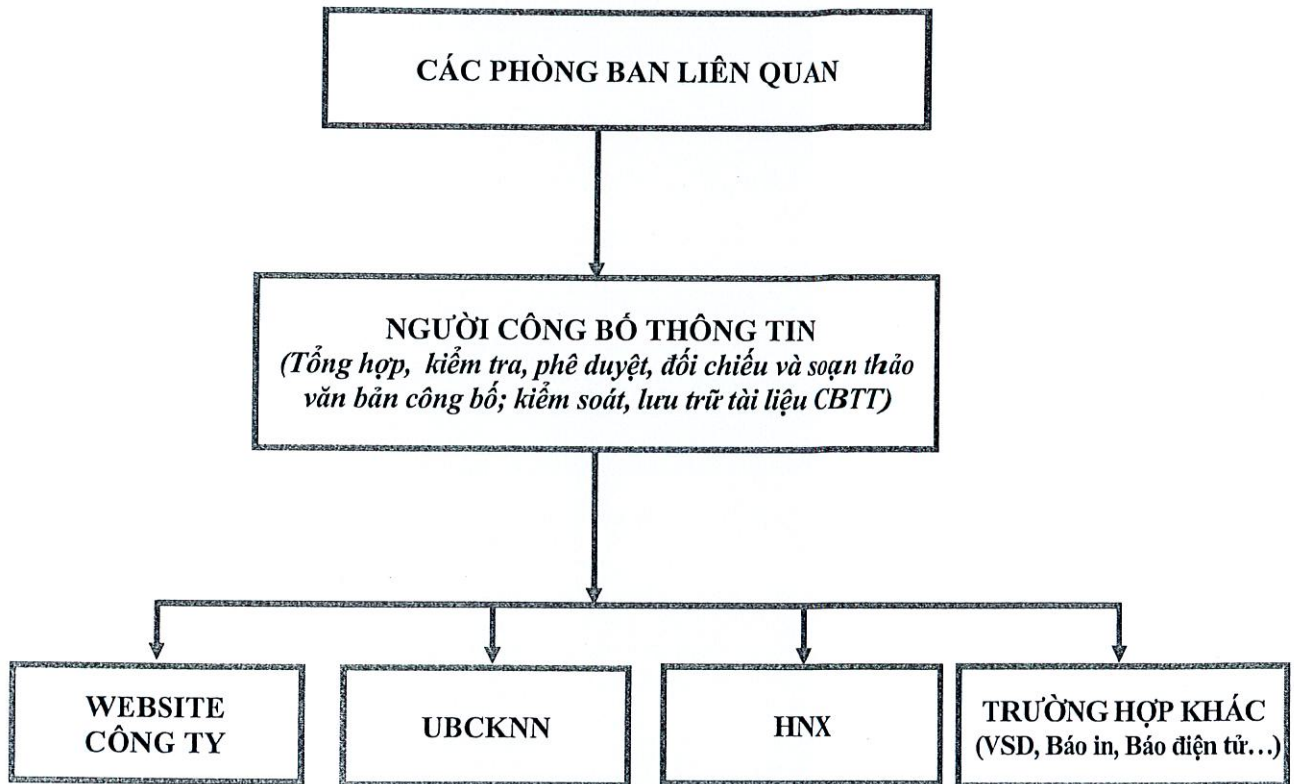 CÁC PHÒNG BAN LIÊN QUAN
NGƯỜI CÔNG BỐ THÔNG TIN
(Tổng hợp, kiểm tra, phê duyệt, đối chiếu và soạn thảo
văn bản công bố; kiểm soát, lưu trữ tài liệu CBTT)
WEBSITE
CÔNG TY
UBCKNN
HNX
TRƯỜNG HỢP KHÁC
(VSD, Báo in, Báo điện tử...)